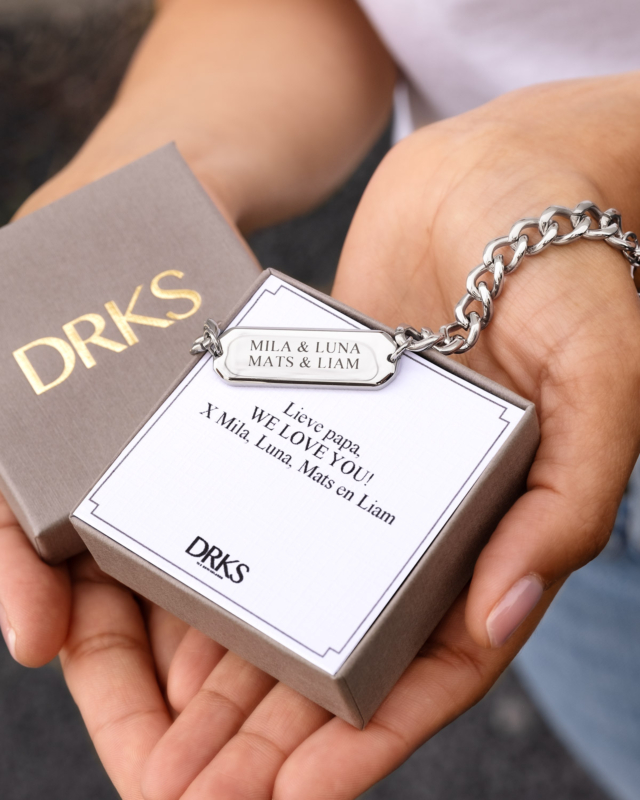 DRKS
MILA & LUNA
MATS & LIAM
Lieve papa,
WE LOVE YOU!
X Mila, Luna, Mats en Liam
DRKS